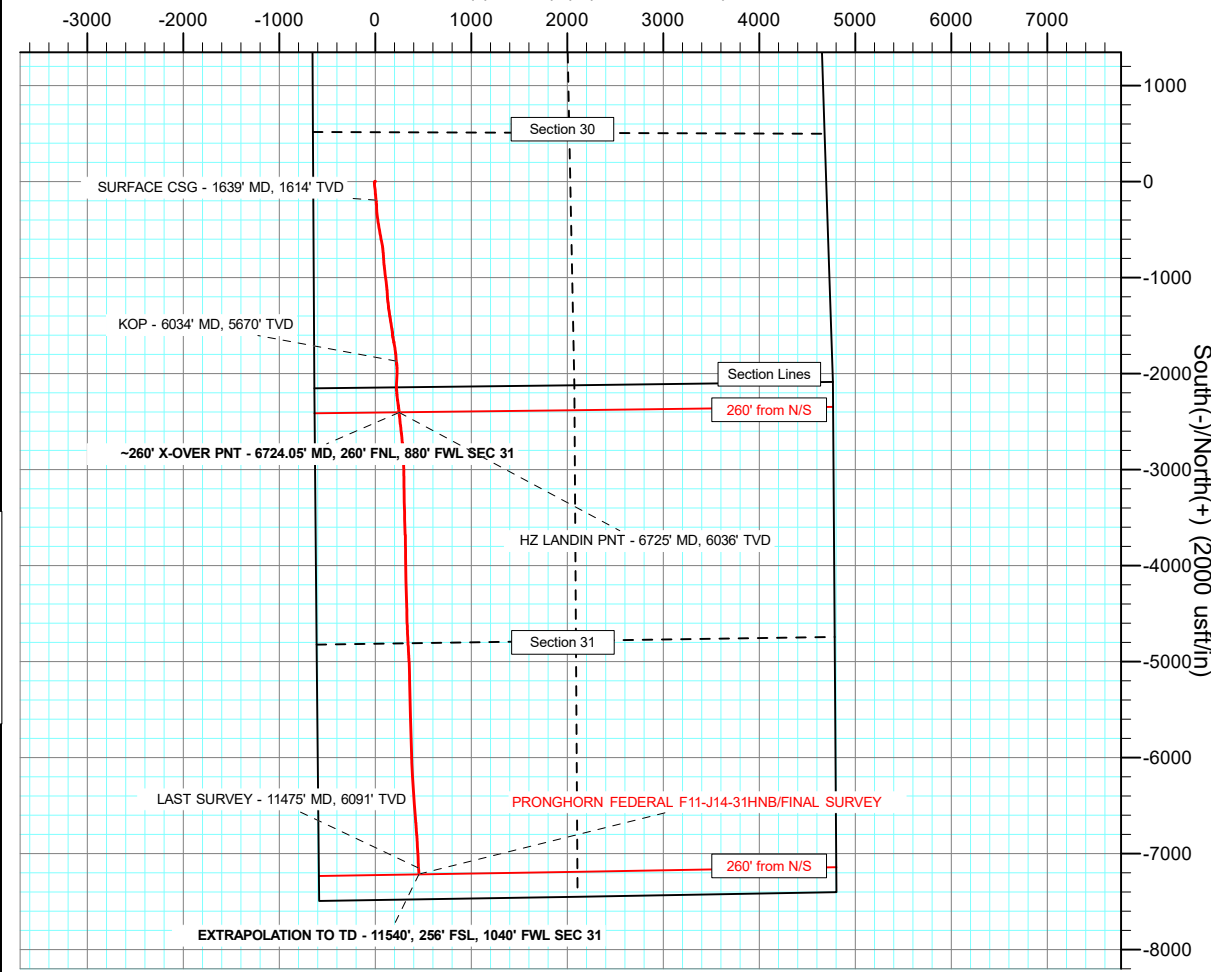 -3000 -2000 -1000 0 1000 2000 3000 4000 5000 6000 7000
1000
Section 30
SURFACE CSG - 1639' MD, 1614' TVD
0
-1000
KOP - 6034' MD, 5670' TVD
Section Lines
-2000
260' from N/S
~260' X-OVER PNT - 6724.05' MD, 260' FNL, 880' FWL SEC 31
-3000
HZ LANDIN PNT - 6725' MD, 6036' TVD
-4000
South(-)/North(+) (2000 usft/in)
Section 31
-5000
-6000
LAST SURVEY - 11475' MD, 6091' TVD
PRONGHORN FEDERAL F11-J14-31HNB/FINAL SURVEY
260' from N/S
-7000
EXTRAPOLATION TO TD - 11540', 256' FSL, 1040' FWL SEC 31
-8000